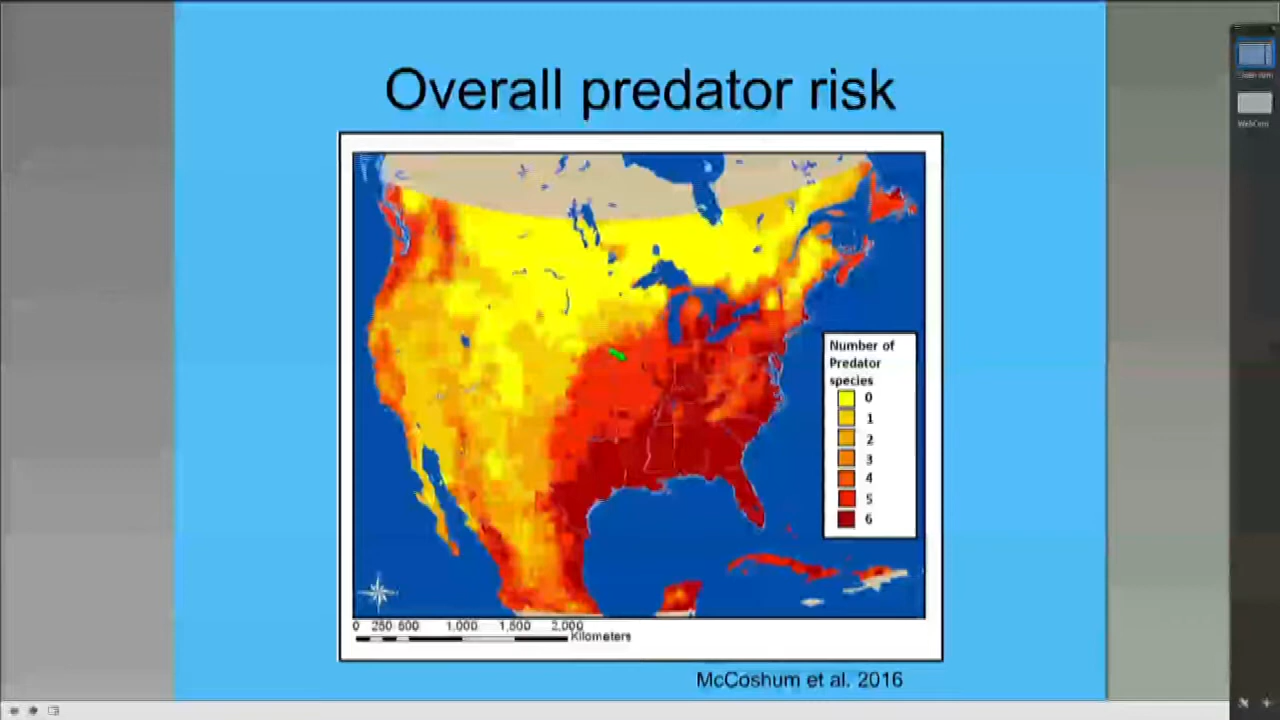 Overall predator risk
Number of
Predator
species
0
1
2
3
4
5
6
0 250 500 1,000 1,500 2,000
Kilometers
McCoshum et al. 2016